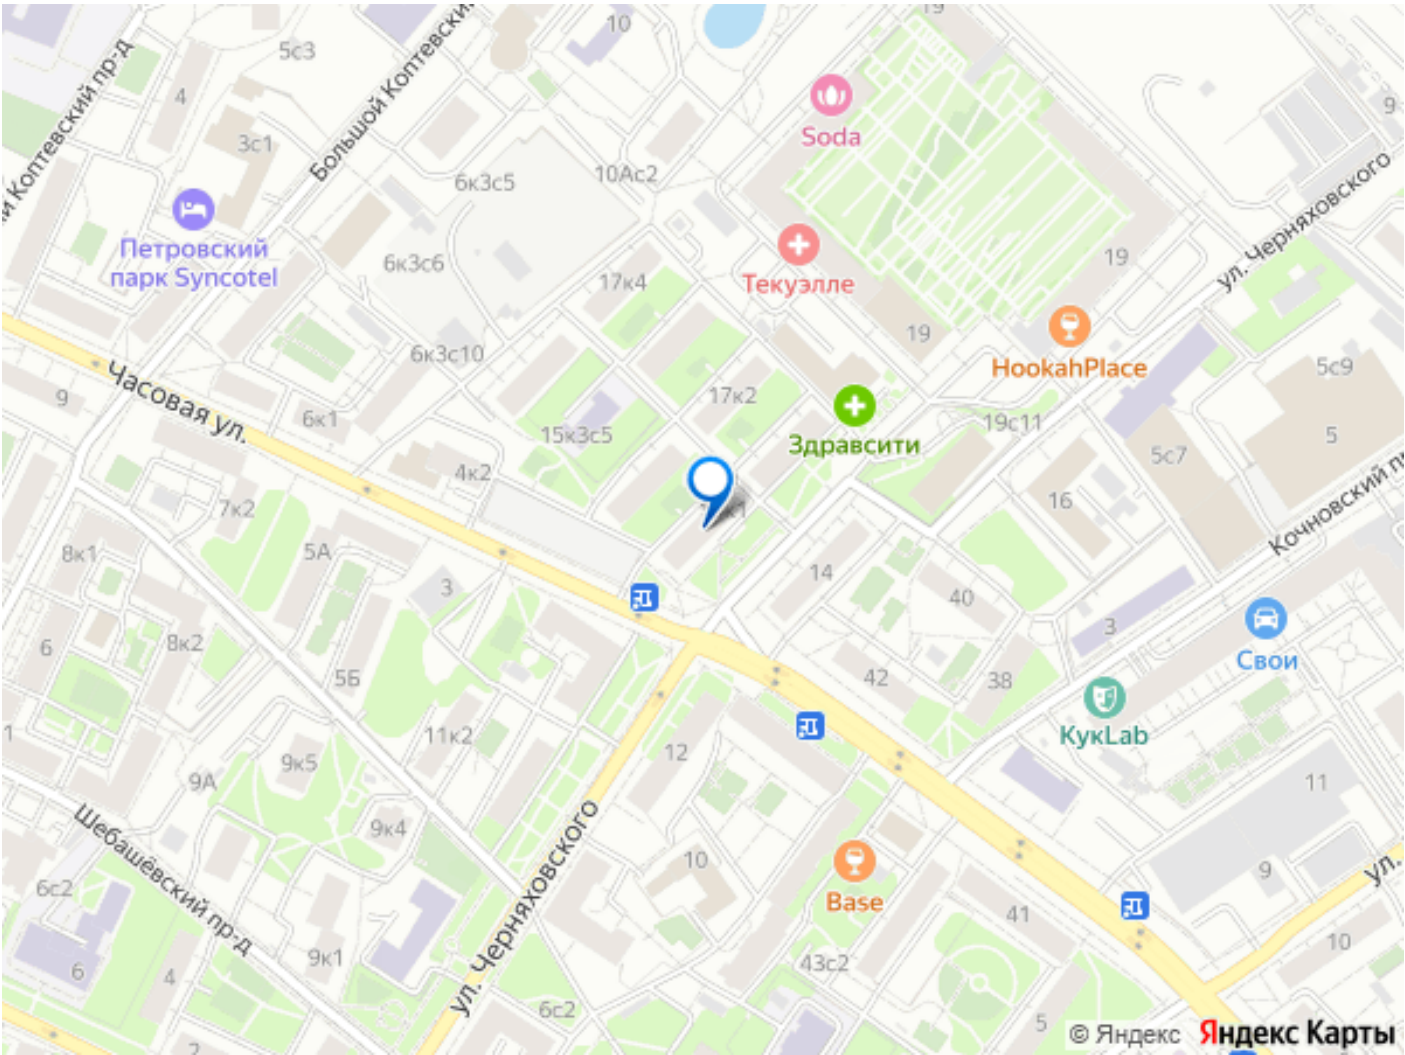 19
10
5с3
Большой Коптевский
й Коптевский пр-д
4
Soda
9
3с1
6к3с5
10Ас2
ул. Черняховского
Петровский
парк Syncotel
6к3с6
17к4
Текуэлле
19
19
HookahPlace
6к3с10
5с9
Часовая ул.
9
17к2
6к1
15к3с5
Здравсити
19с11
5
4к2
5с7
7к2
16
Кочновский пр
8к1
5А
14
3
40
3
6
8к2
Свои
5Б
42
38
1
11к2
КукLab
12
9к5
9А
11
Шебашёвский пр-д
9к4
10
9
ул.
6с2
Base
41
ул. Черняховского
9к1
43с2
10
6
4
6с2
5
2
© Яндекс Яндекс Карты